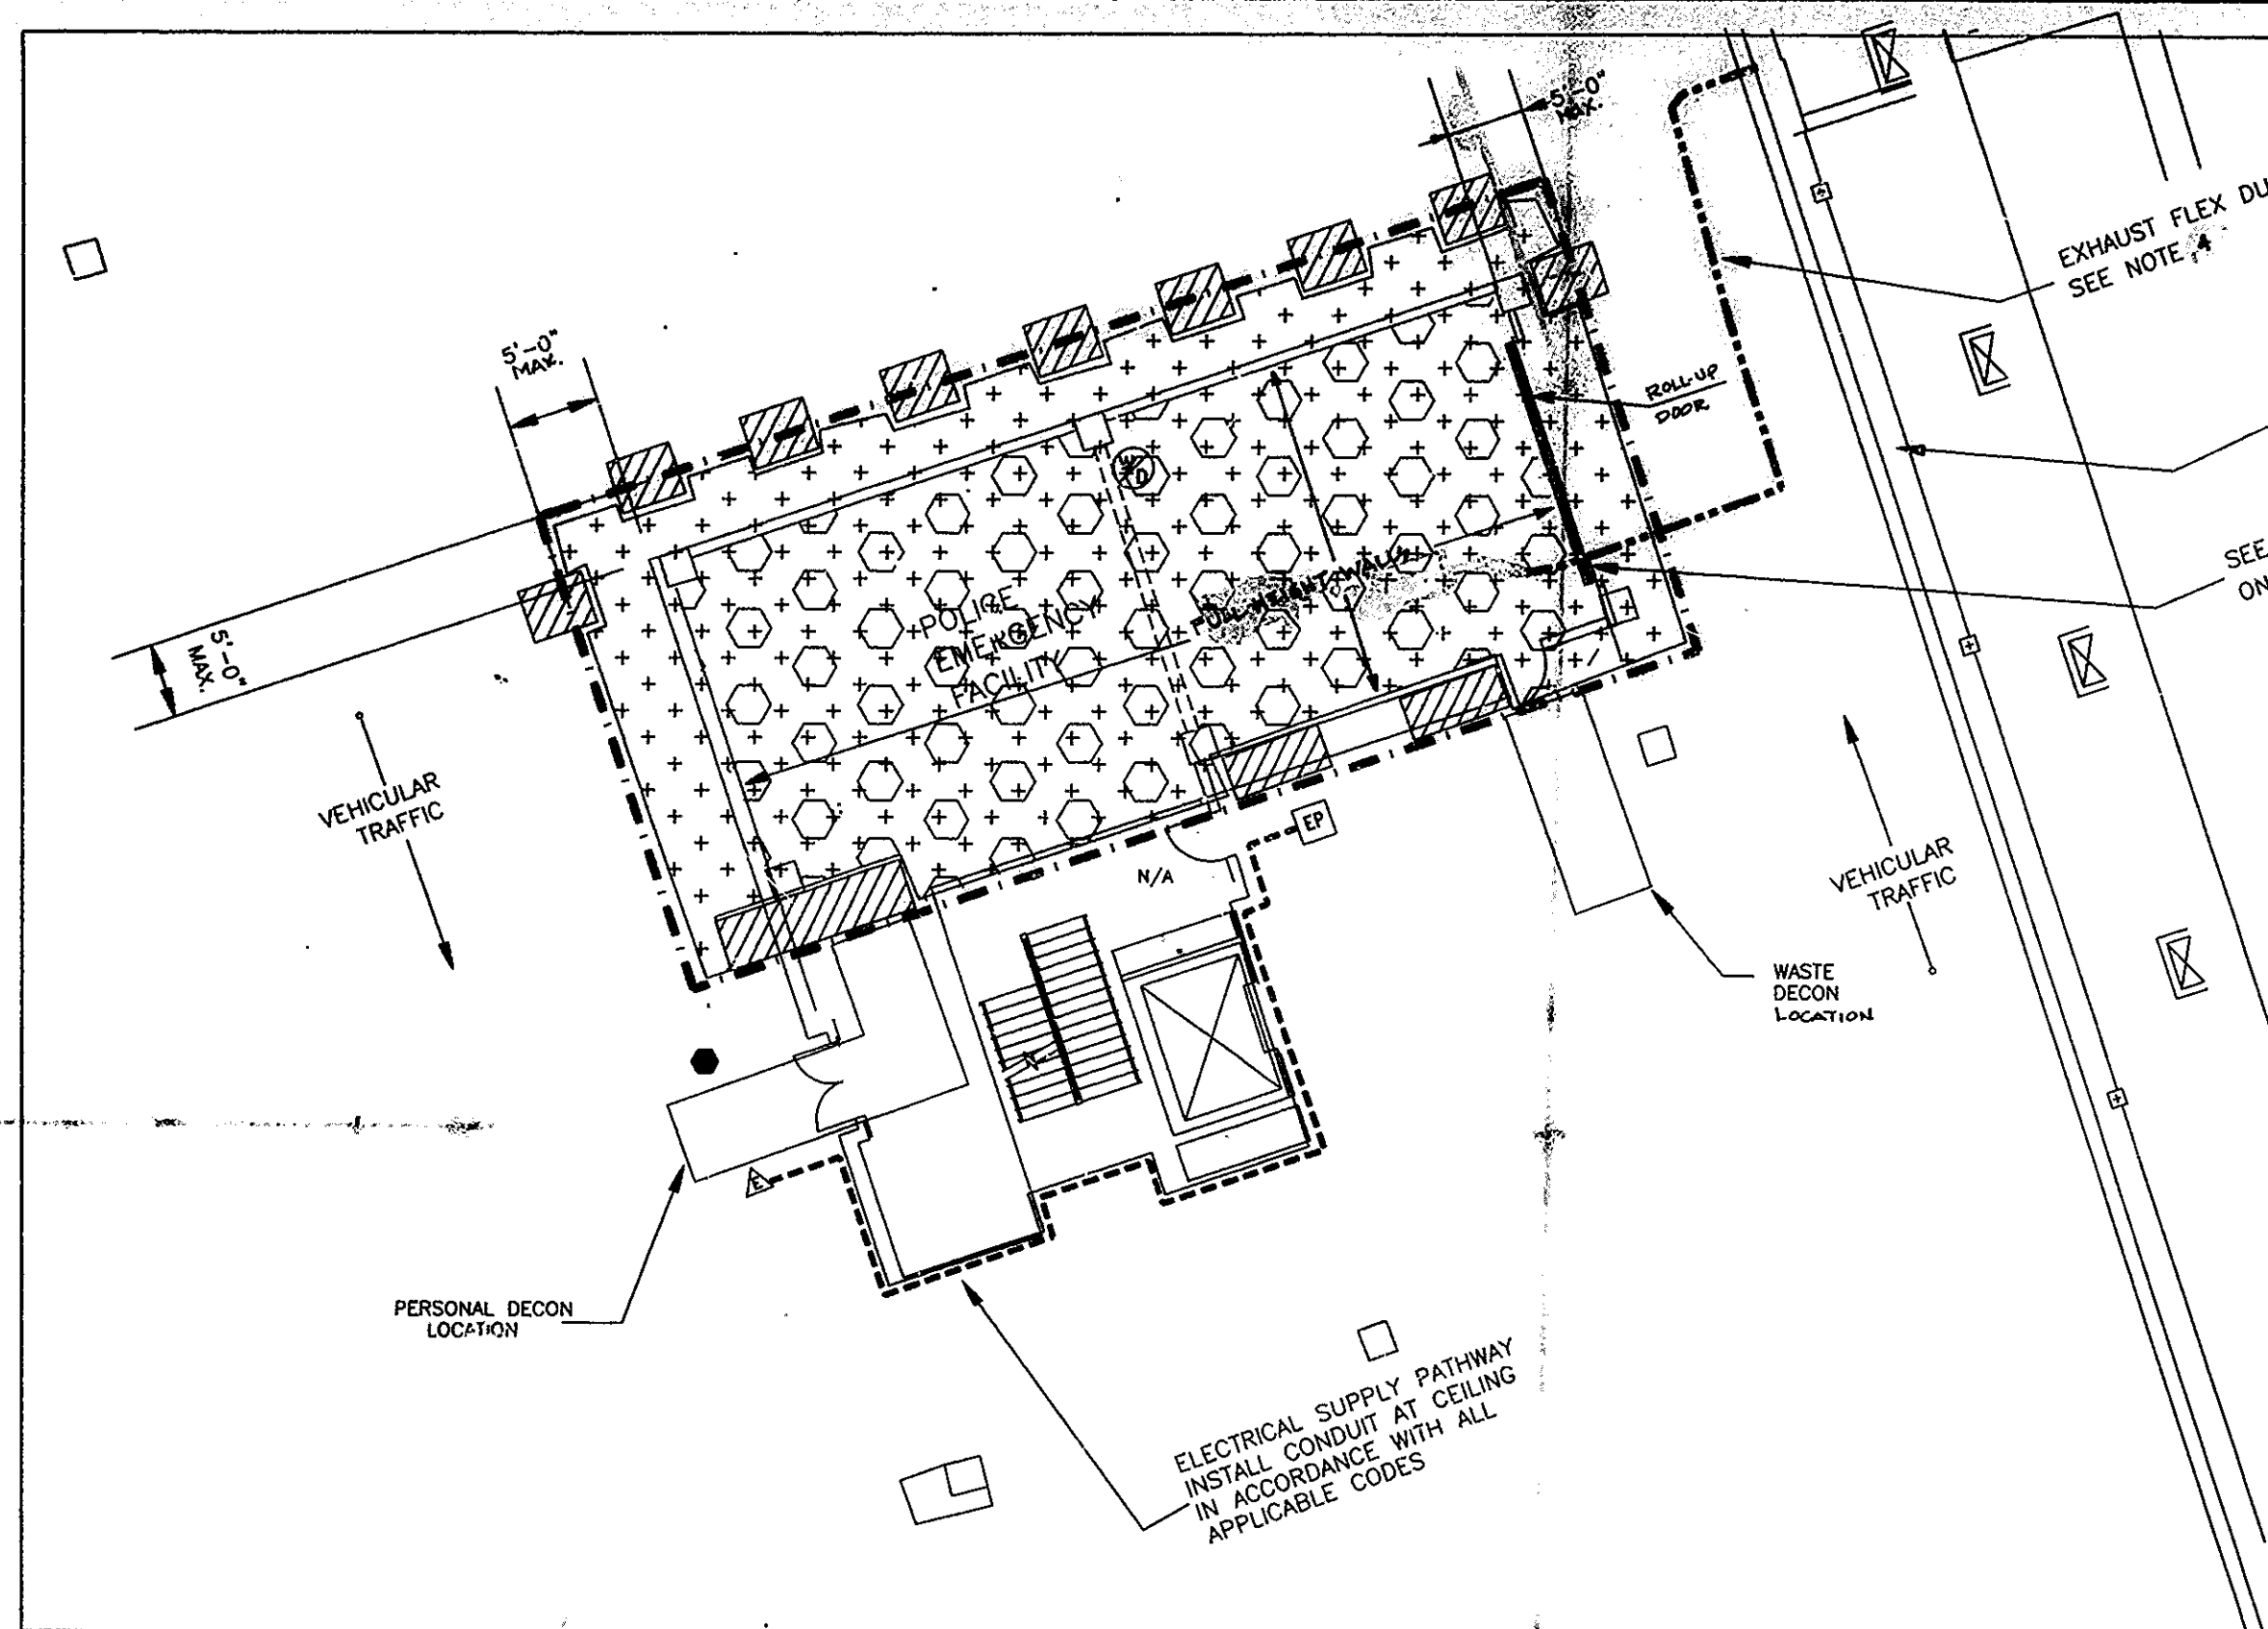 5'-0"
MAX.
EXHAUST FLEX DU
SEE NOTE 4
5'-0"
MAX.
ROLL-UP
DOOR
W
D
SEE
ON
FULL HEIGHT WALLS
POLICE
EMERGENCY
FACILITY
5'-0"
MAX.
VEHICULAR
TRAFFIC
EP
N/A
VEHICULAR
TRAFFIC
WASTE
DECON
LOCATION
E
PERSONAL DECON
LOCATION
ELECTRICAL SUPPLY PATHWAY
INSTALL CONDUIT AT CEILING
IN ACCORDANCE WITH ALL
APPLICABLE CODES